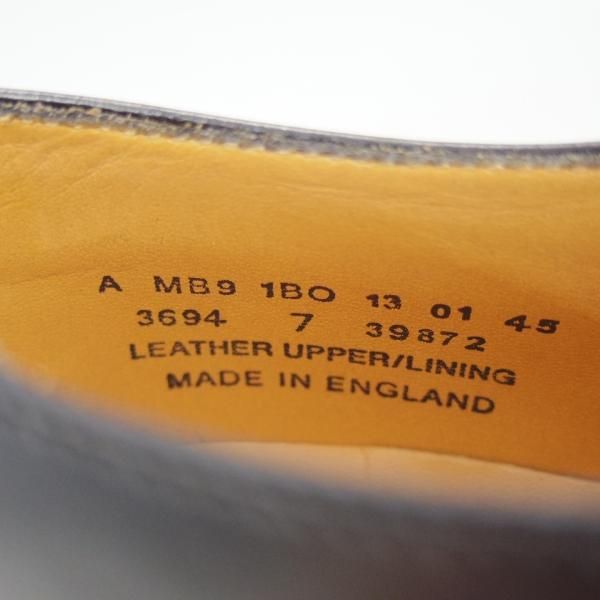 A MB9 1BO 13 01 45
3694 7 39872
LEATHER UPPER/LINING
MADE IN ENGLAND